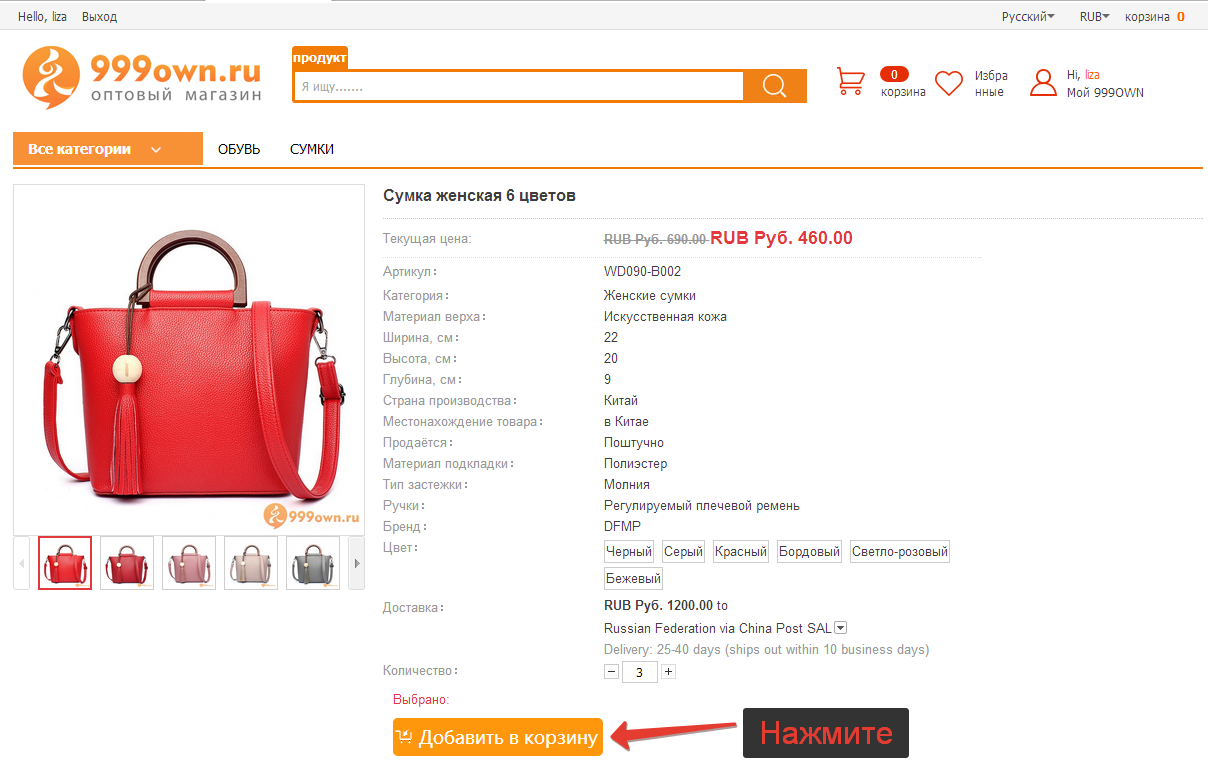 Hello, liza Выход Русский RUB корзина 0
999own.ru
оптовый магазин
продукт
Я ищу.......
0
корзина
Избра
нные
Hi, liza
Мой 999OWN
Все категории ОБУВЬ СУМКИ
Сумка женская 6 цветов
Текущая цена: RUB Руб. 690.00 RUB Руб. 460.00
Артикул: WD090-B002
Категория: Женские сумки
Материал верха: Искусственная кожа
Ширина, см: 22
Высота, см: 20
Глубина, см: 9
Страна производства: Китай
Местонахождение товара: в Китае
Продаётся: Поштучно
Материал подкладки: Полиэстер
Тип застежки: Молния
Ручки: Регулируемый плечевой ремень
Бренд: DFMP
Цвет: Черный Серый Красный Бордовый Светло-розовый
Бежевый
Доставка: RUB Руб. 1200.00 to
Russian Federation via China Post SAL
Delivery: 25-40 days (ships out within 10 business days)
Количество: − 3 +
Выбрано:
Добавить в корзину
Нажмите
999own.ru